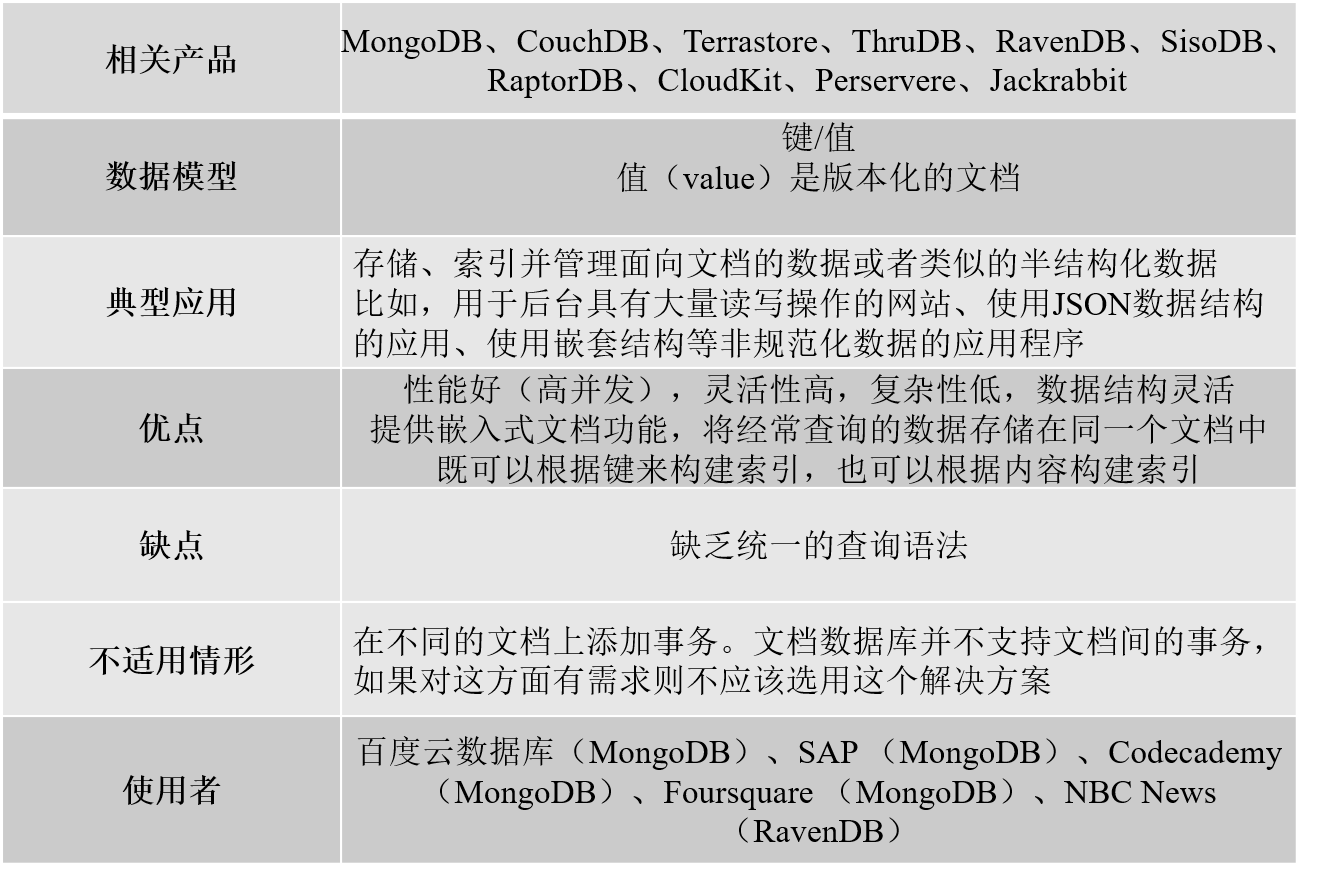 相关产品
MongoDB、CouchDB、Terrastore、ThruDB、RavenDB、SisoDB、
RaptorDB、CloudKit、Perservere、Jackrabbit
数据模型
键/值
值（value）是版本化的文档
典型应用
存储、索引并管理面向文档的数据或者类似的半结构化数据
比如，用于后台具有大量读写操作的网站、使用JSON数据结构
的应用、使用嵌套结构等非规范化数据的应用程序
优点
性能好（高并发），灵活性高，复杂性低，数据结构灵活
提供嵌入式文档功能，将经常查询的数据存储在同一个文档中
既可以根据键来构建索引，也可以根据内容构建索引
缺点
缺乏统一的查询语法
不适用情形
在不同的文档上添加事务。文档数据库并不支持文档间的事务，
如果对这方面有需求则不应该选用这个解决方案
使用者
百度云数据库（MongoDB）、SAP （MongoDB）、Codecademy
（MongoDB）、Foursquare （MongoDB）、NBC News
（RavenDB）